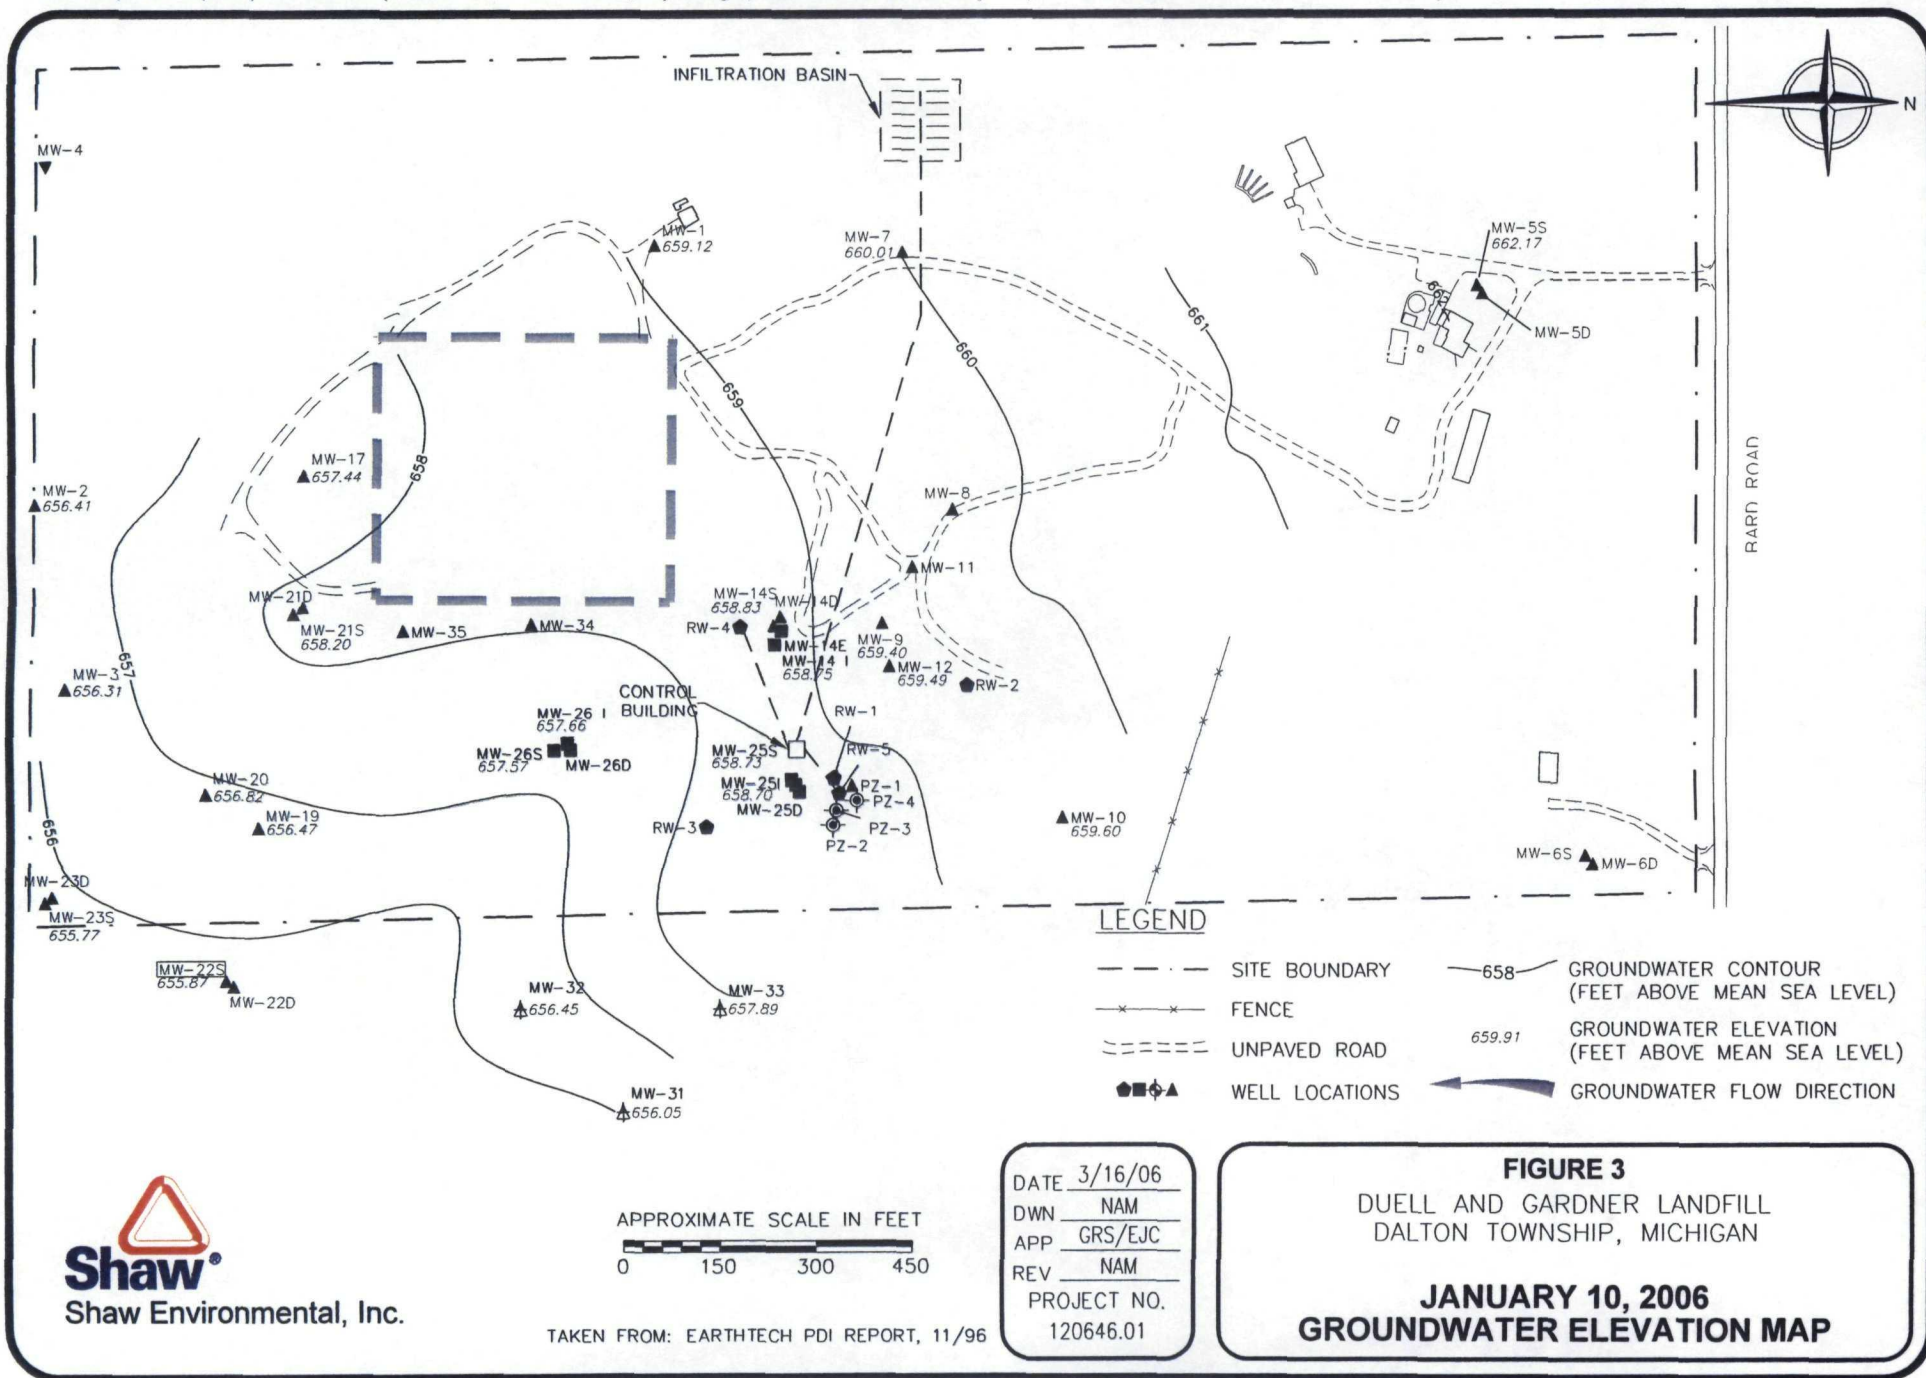 INFILTRATION BASIN
N
MW-4
MW-1
659.12
MW-7
660.01
MW-5S
662.17
662
MW-5D
661
660
659
658
MW-17
657.44
MW-2
656.41
MW-8
RARD ROAD
MW-11
MW-21D
MW-21S
658.20
MW-35
MW-34
MW-14S
658.83
MW-14D
RW-4
MW-14E
MW-14 I
658.75
MW-9
659.40
MW-12
659.49
RW-2
657
MW-3
656.31
CONTROL
BUILDING
MW-26 I
657.66
MW-26S
657.57
MW-26D
RW-1
RW-5
MW-25S
658.73
MW-25I
658.70
MW-25D
PZ-1
PZ-4
PZ-3
PZ-2
RW-3
MW-20
656.82
MW-19
656.47
656
MW-10
659.60
MW-6S
MW-6D
MW-23D
MW-23S
655.77
MW-22S
655.87
MW-22D
MW-32
656.45
MW-33
657.89
MW-31
656.05
LEGEND
SITE BOUNDARY
FENCE
UNPAVED ROAD
WELL LOCATIONS
658
GROUNDWATER CONTOUR
(FEET ABOVE MEAN SEA LEVEL)
659.91
GROUNDWATER ELEVATION
(FEET ABOVE MEAN SEA LEVEL)
GROUNDWATER FLOW DIRECTION
Shaw®
Shaw Environmental, Inc.
APPROXIMATE SCALE IN FEET
0 150 300 450
TAKEN FROM: EARTHTECH PDI REPORT, 11/96
DATE 3/16/06
DWN NAM
APP GRS/EJC
REV NAM
PROJECT NO.
120646.01
FIGURE 3
DUELL AND GARDNER LANDFILL
DALTON TOWNSHIP, MICHIGAN
JANUARY 10, 2006
GROUNDWATER ELEVATION MAP